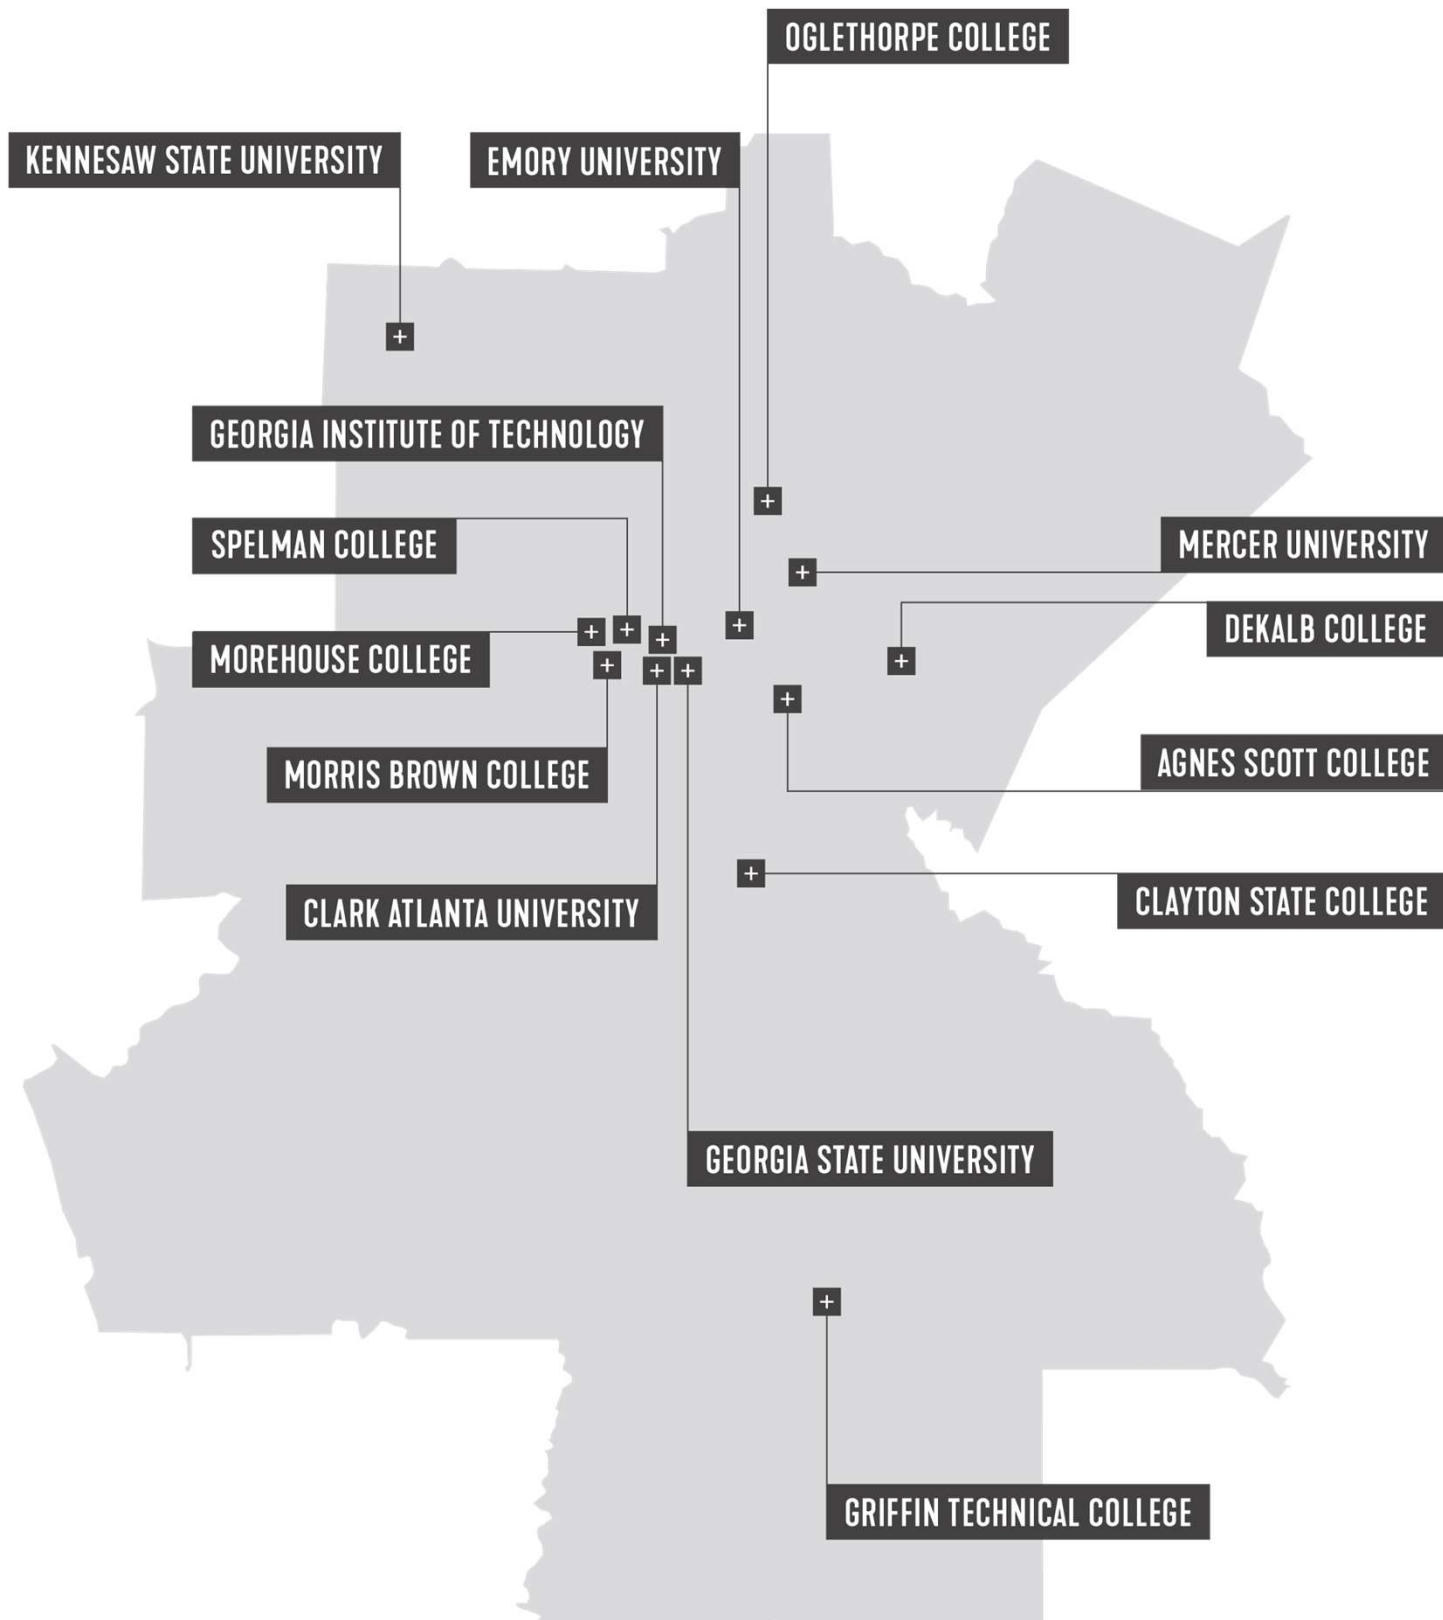 OGLETHORPE COLLEGE
KENNESAW STATE UNIVERSITY
EMORY UNIVERSITY
GEORGIA INSTITUTE OF TECHNOLOGY
SPELMAN COLLEGE
MERCER UNIVERSITY
DEKALB COLLEGE
MOREHOUSE COLLEGE
MORRIS BROWN COLLEGE
AGNES SCOTT COLLEGE
CLARK ATLANTA UNIVERSITY
CLAYTON STATE COLLEGE
GEORGIA STATE UNIVERSITY
GRIFFIN TECHNICAL COLLEGE